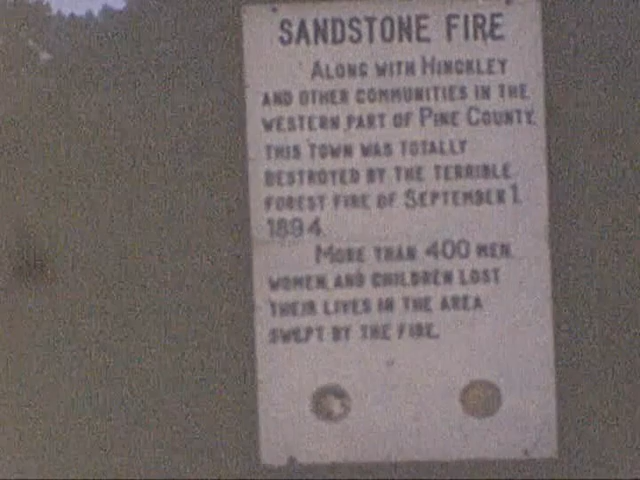 SANDSTONE FIRE
ALONG WITH HINCKLEY
AND OTHER COMMUNITIES IN THE
WESTERN PART OF PINE COUNTY
THIS TOWN WAS TOTALLY
DESTROYED BY THE TERRIBLE
FOREST FIRE OF SEPTEMBER 1
1894.
MORE THAN 400 MEN
WOMEN AND CHILDREN LOST
THEIR LIVES IN THE AREA
SWEPT BY THE FIRE.